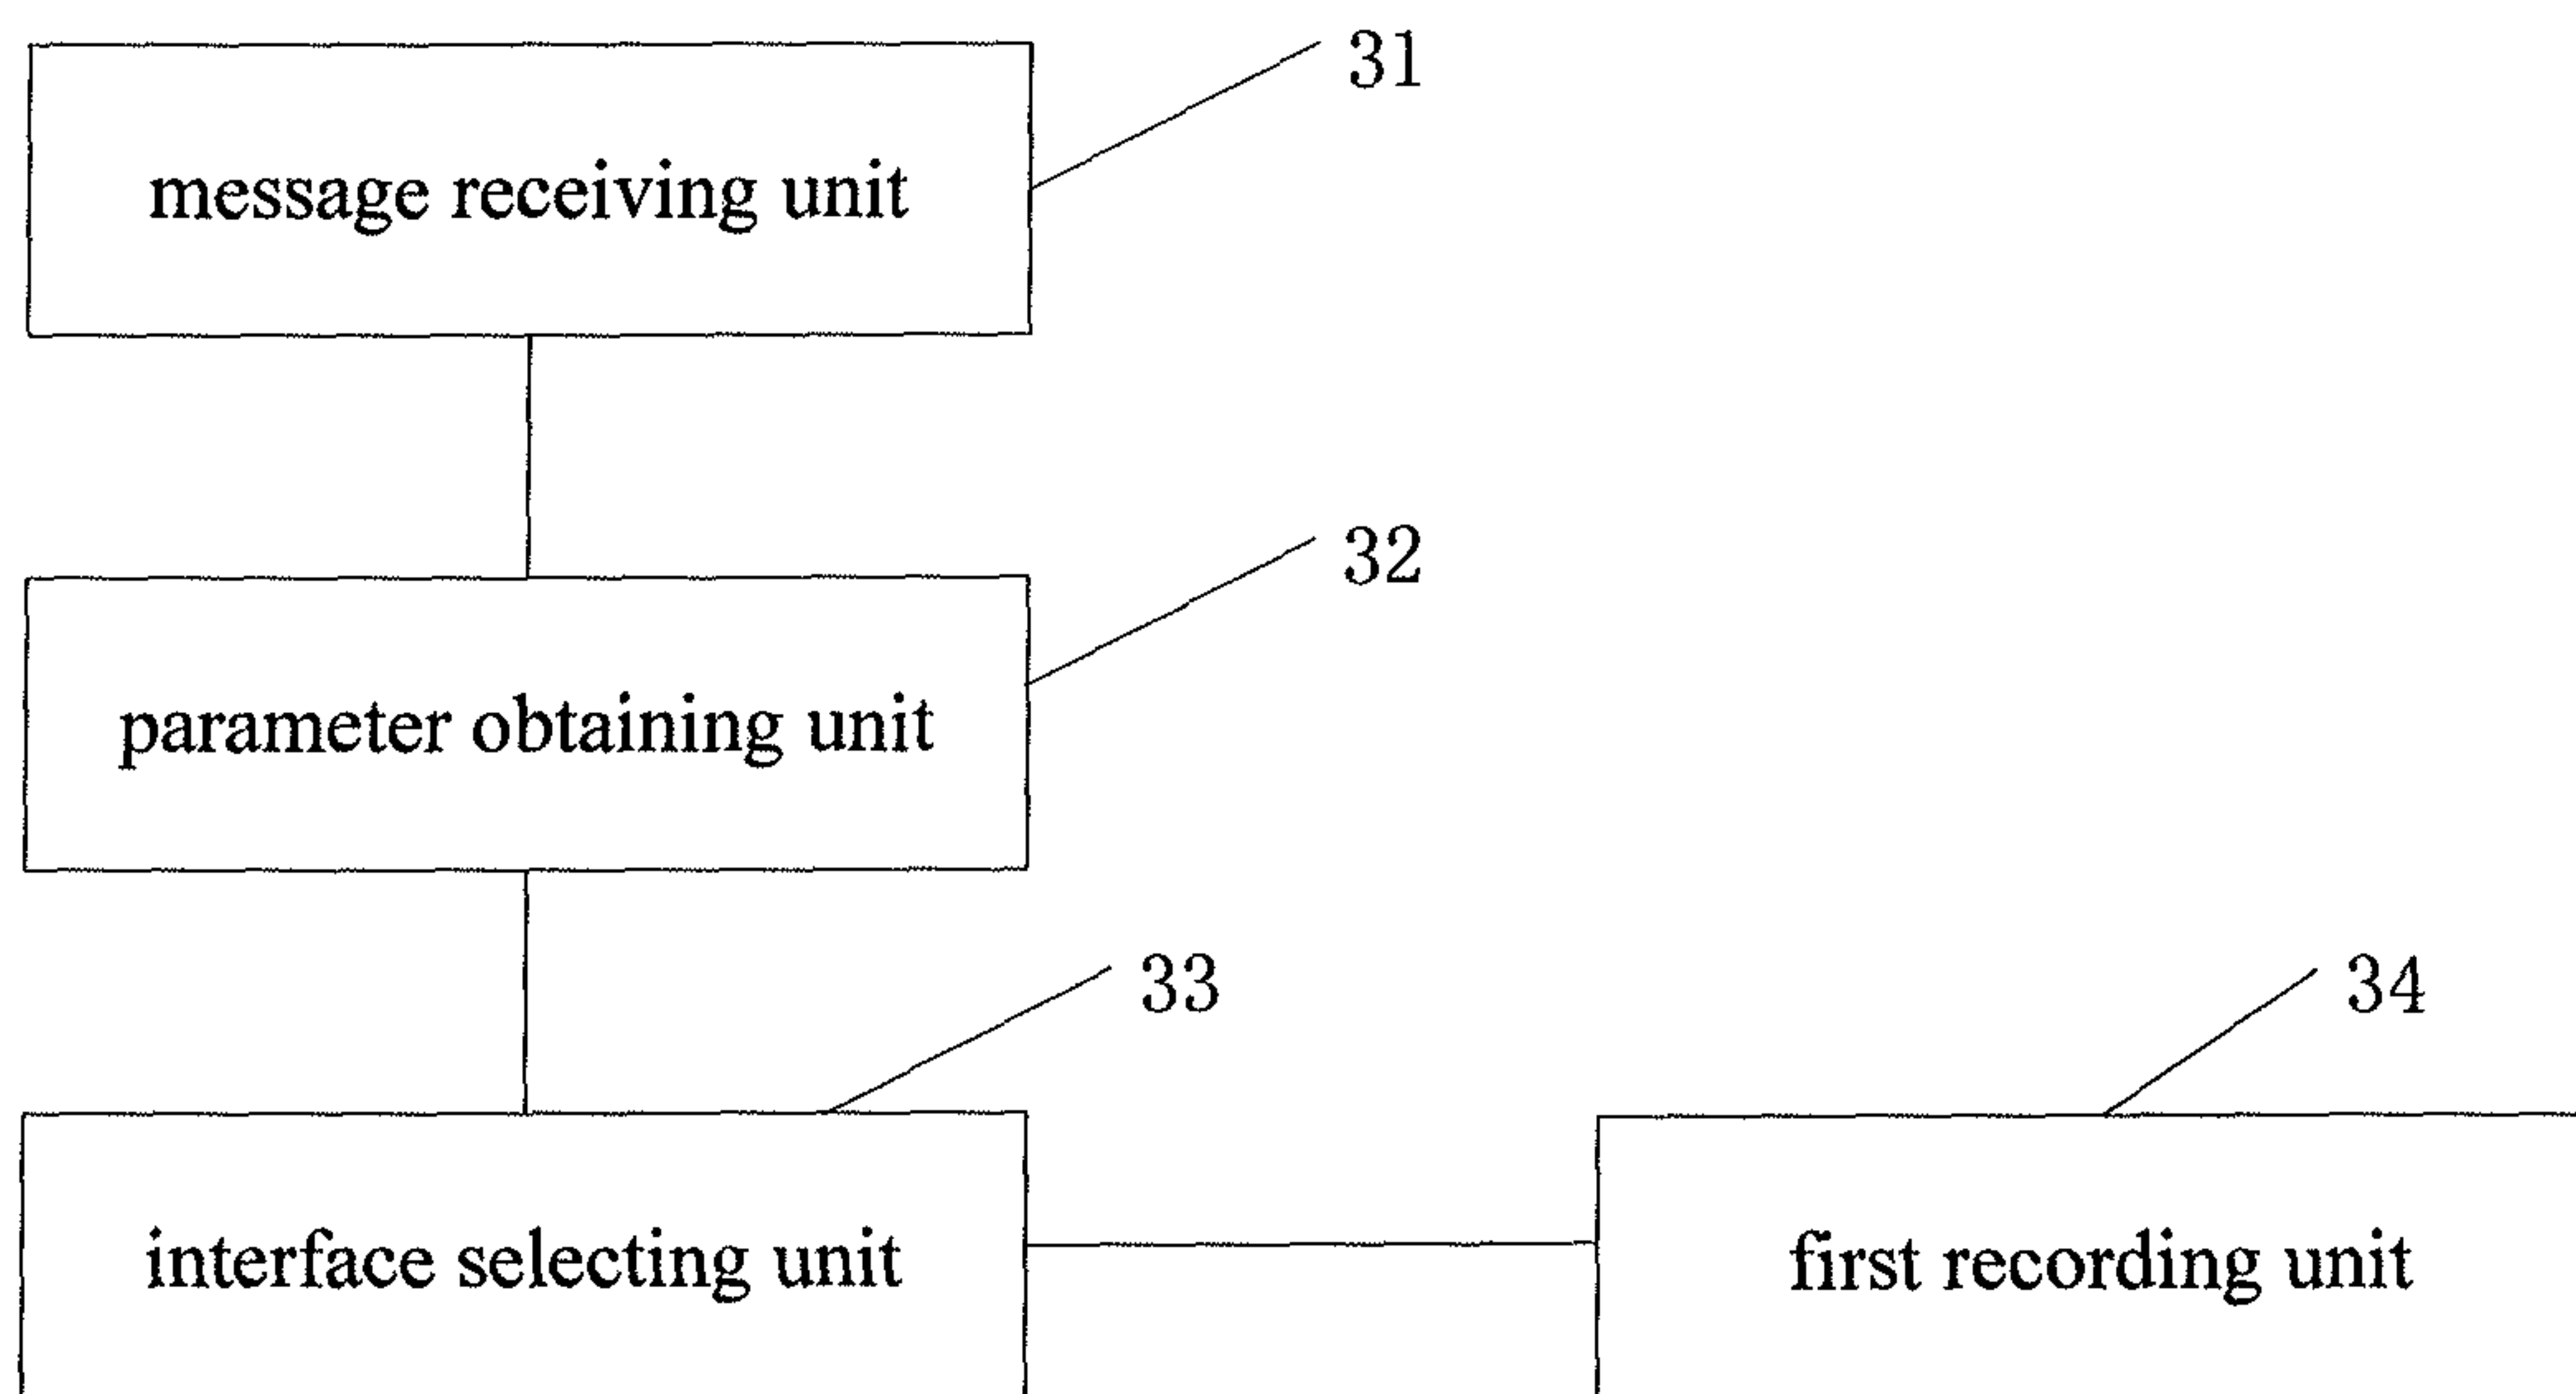 31
message receiving unit
32
parameter obtaining unit
33
34
interface selecting unit
first recording unit